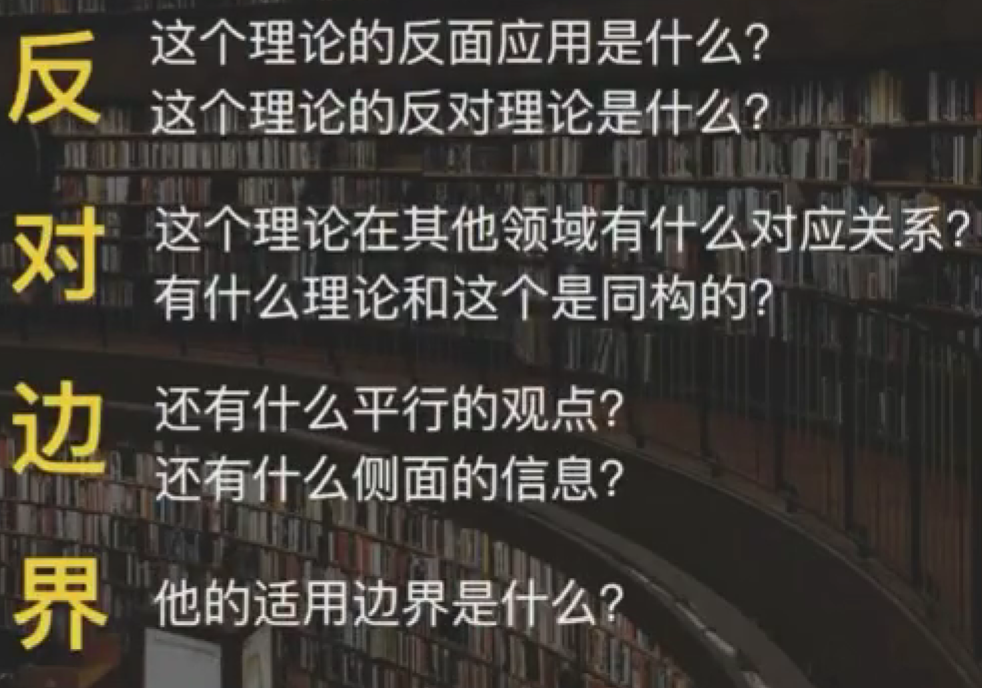 反
这个理论的反面应用是什么?
这个理论的反对理论是什么?
对
这个理论在其他领域有什么对应关系?
有什么理论和这个是同构的?
边
还有什么平行的观点?
还有什么侧面的信息?
界
他的适用边界是什么?